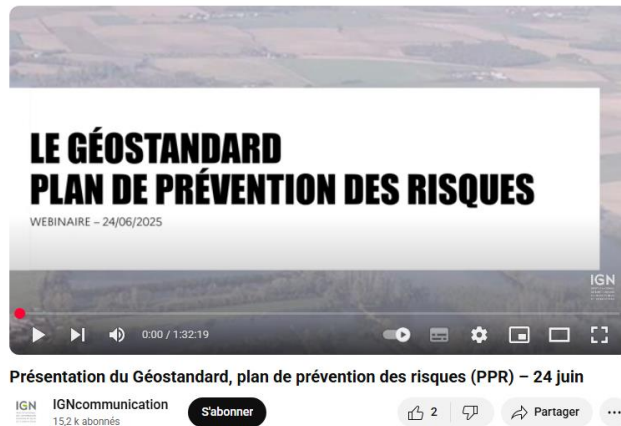 LE GÉOSTANDARD
PLAN DE PRÉVENTION DES RISQUES
WEBINAIRE – 24/06/2025
IGN
0:00 / 1:32:19
Présentation du Géostandard, plan de prévention des risques (PPR) – 24 juin
IGN
IGNcommunication
15,2 k abonnés
S'abonner
2
Partager